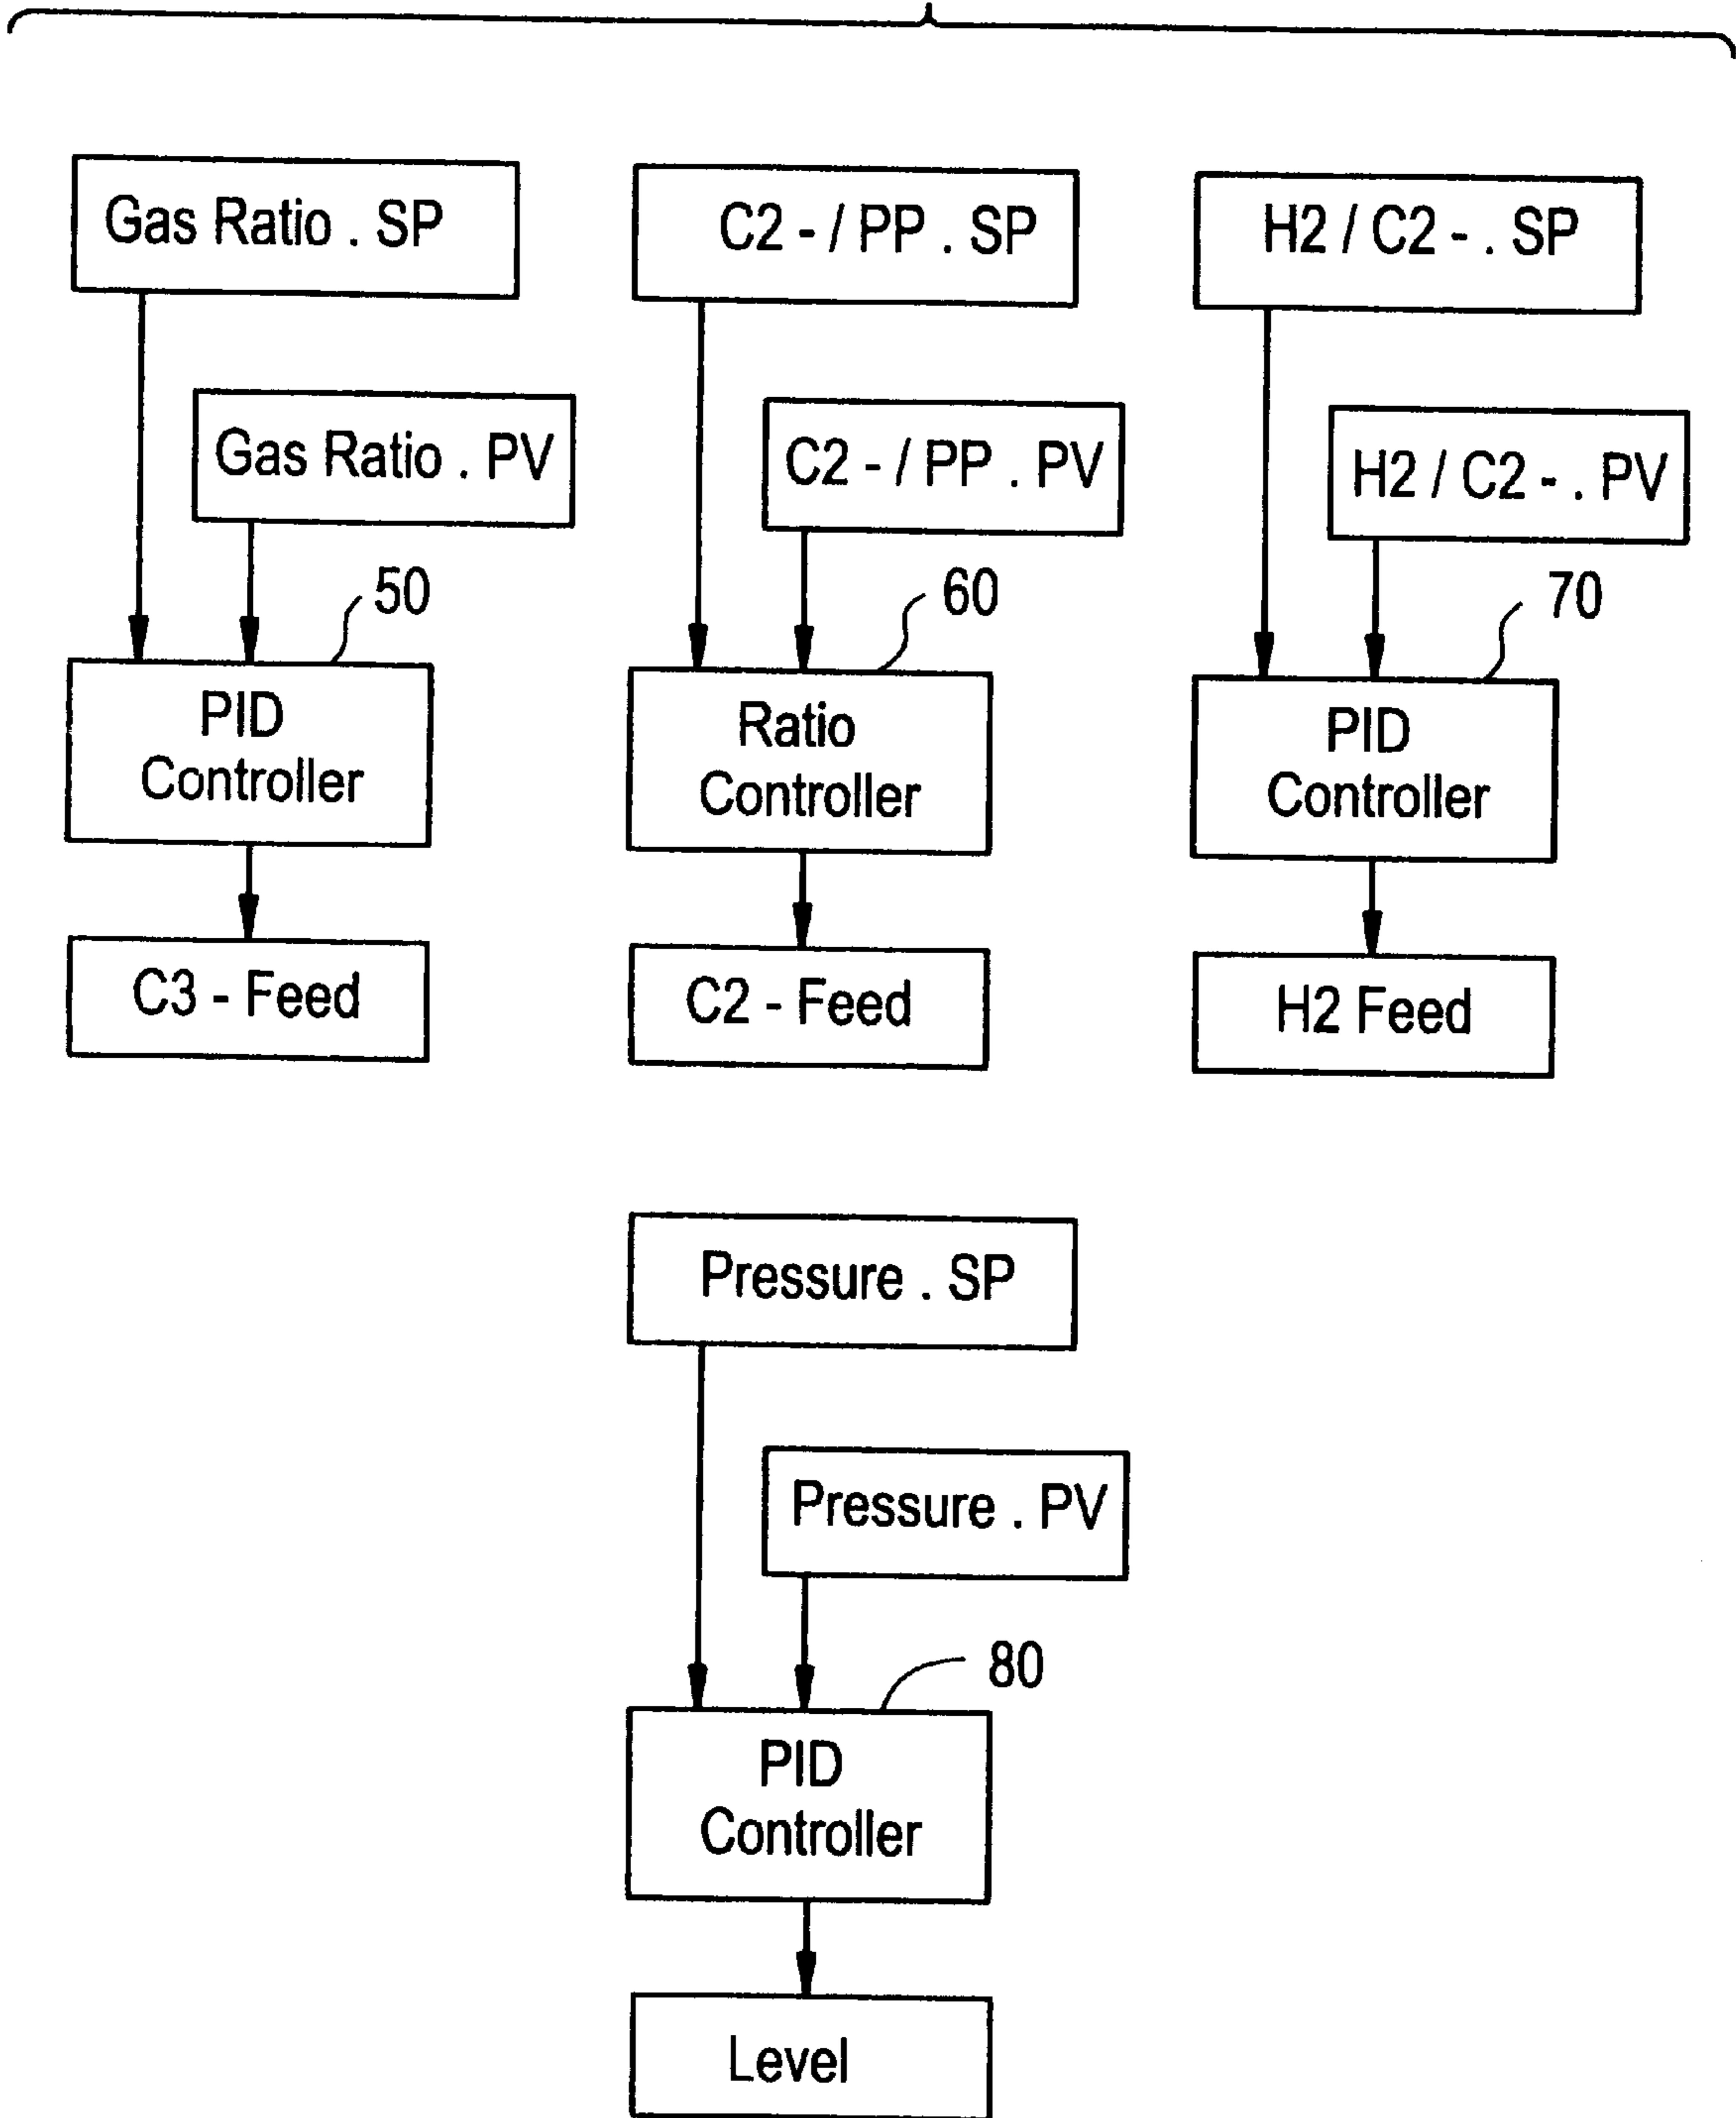 Gas Ratio . SP
C2 - / PP . SP
H2 / C2 - . SP
Gas Ratio . PV
C2 - / PP . PV
H2 / C2 - . PV
50
60
70
PID
Controller
Ratio
Controller
PID
Controller
C3 - Feed
C2 - Feed
H2 Feed
Pressure . SP
Pressure . PV
80
PID
Controller
Level